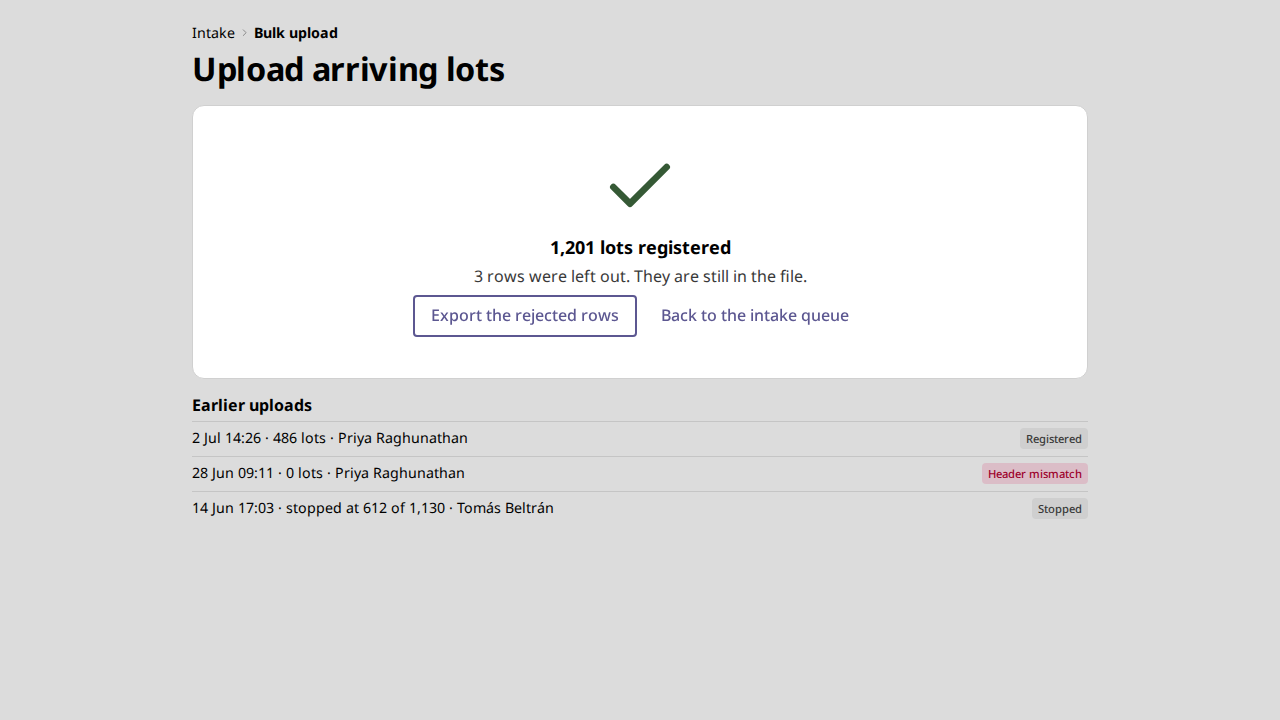 Intake > Bulk upload
Upload arriving lots
1,201 lots registered
3 rows were left out. They are still in the file.
Export the rejected rows Back to the intake queue
Earlier uploads
2 Jul 14:26 · 486 lots · Priya Raghunathan Registered
28 Jun 09:11 · 0 lots · Priya Raghunathan Header mismatch
14 Jun 17:03 · stopped at 612 of 1,130 · Tomás Beltrán Stopped